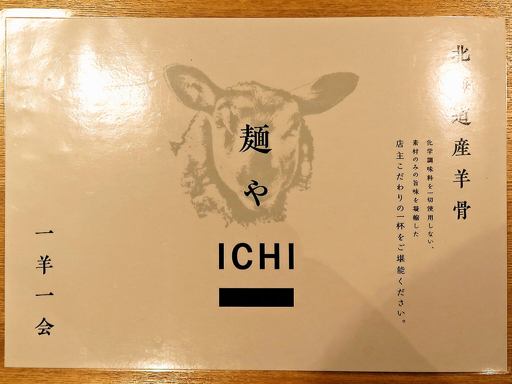 北海道産羊骨
化学調味料を一切使用しない、
素材のみの旨味を凝縮した
店主こだわりの一杯をご堪能ください。
麺や
ICHI
一羊一会